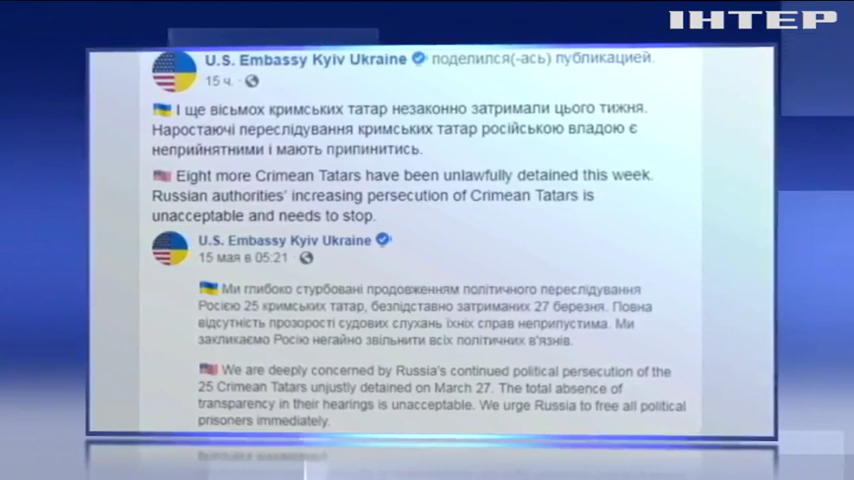 ІНТЕР
U.S. Embassy Kyiv Ukraine поделился(-ась) публикацией.
15 ч. ·
І ще вісьмох кримських татар незаконно затримали цього тижня.
Наростаючі переслідування кримських татар російською владою є
неприйнятними і мають припинитись.
Eight more Crimean Tatars have been unlawfully detained this week.
Russian authorities' increasing persecution of Crimean Tatars is
unacceptable and needs to stop.
U.S. Embassy Kyiv Ukraine
15 мая в 05:21 ·
Ми глибоко стурбовані продовженням політичного переслідування
Росією 25 кримських татар, безпідставно затриманих 27 березня. Повна
відсутність прозорості судових слухань їхніх справ неприпустима. Ми
закликаємо Росію негайно звільнити всіх політичних в'язнів.
We are deeply concerned by Russia's continued political persecution of the
25 Crimean Tatars unjustly detained on March 27. The total absence of
transparency in their hearings is unacceptable. We urge Russia to free all political
prisoners immediately.